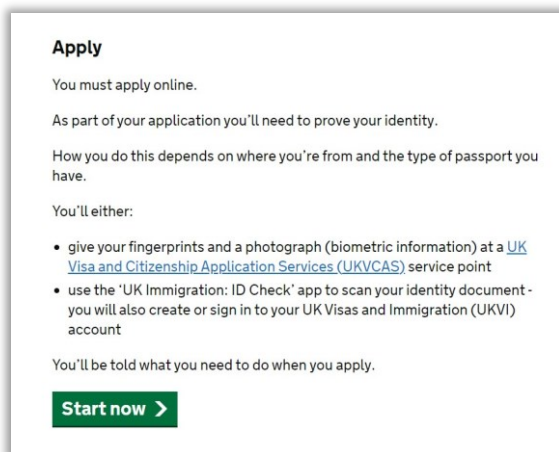 Apply
You must apply online.
As part of your application you'll need to prove your identity.
How you do this depends on where you're from and the type of passport you
have.
You'll either:
• give your fingerprints and a photograph (biometric information) at a UK
Visa and Citizenship Application Services (UKVCAS) service point
• use the 'UK Immigration: ID Check' app to scan your identity document -
you will also create or sign in to your UK Visas and Immigration (UKVI)
account
You'll be told what you need to do when you apply.
Start now >